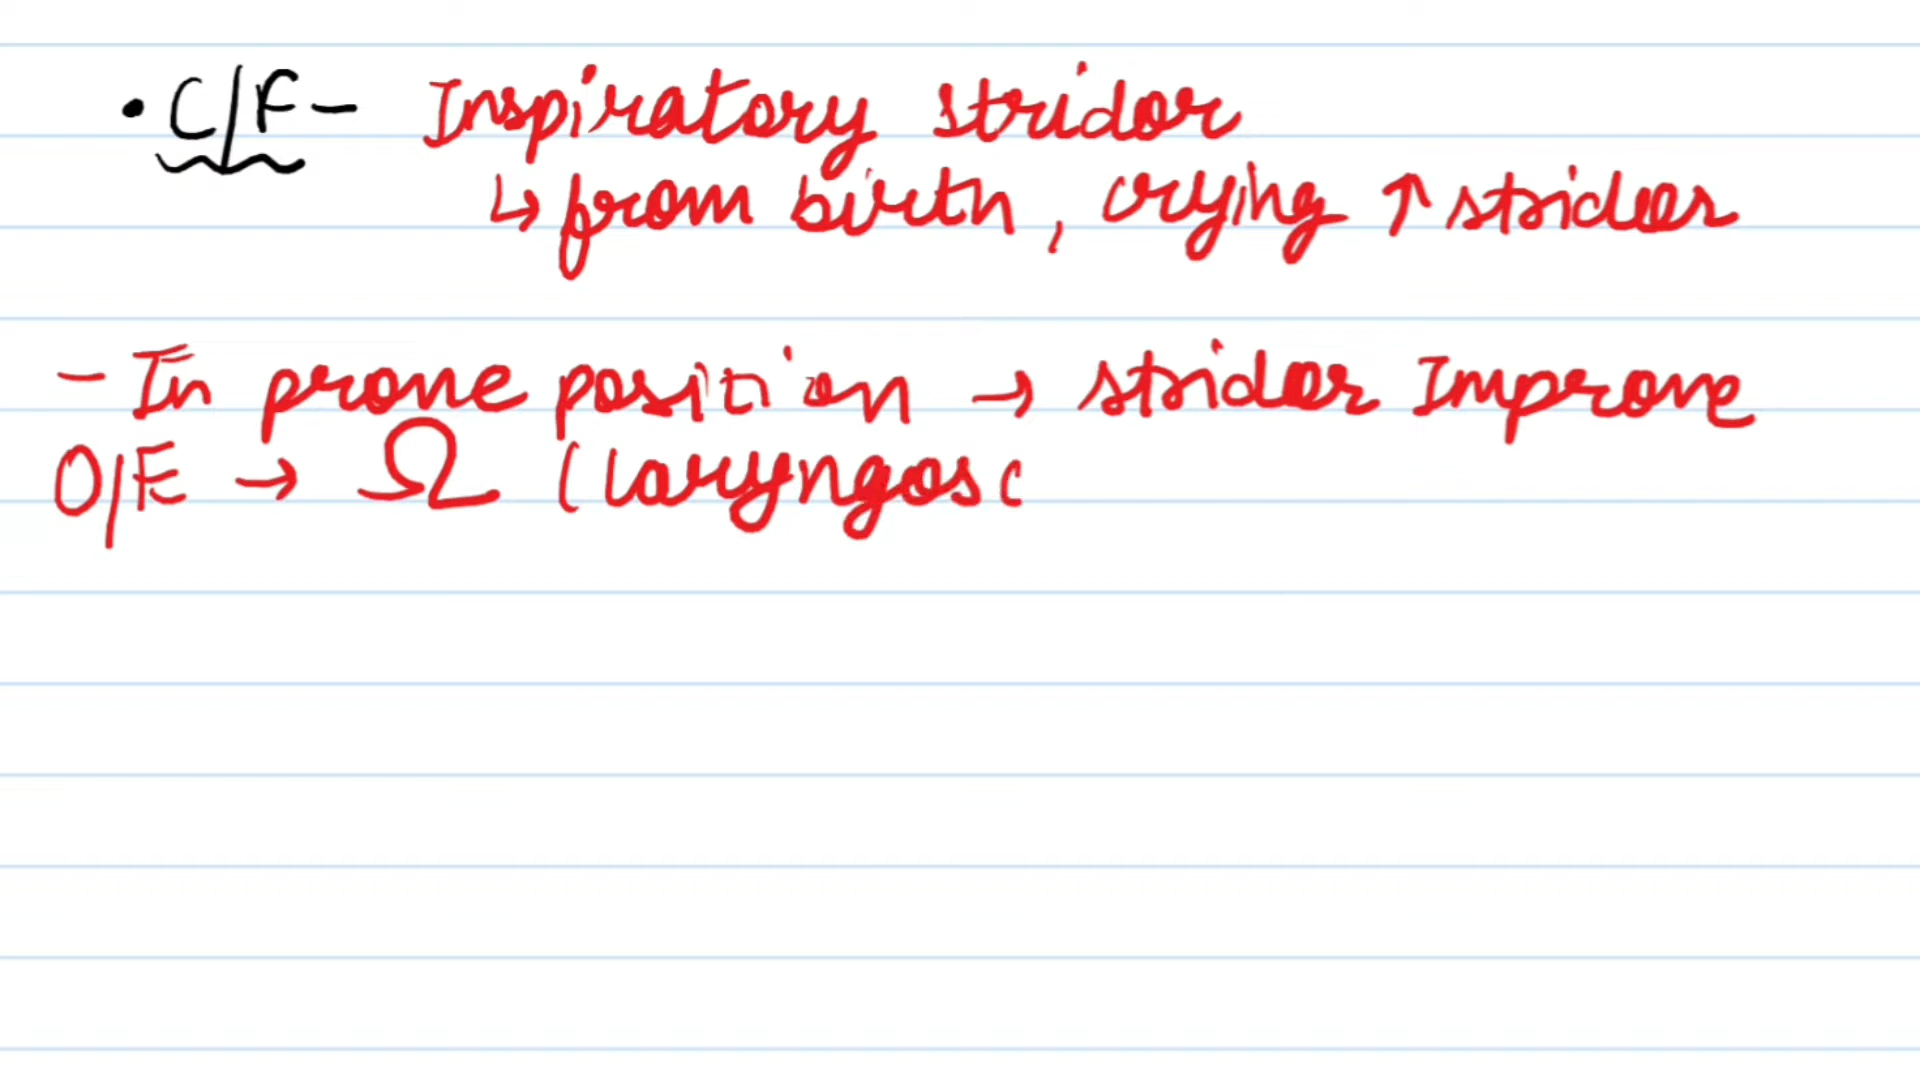 • C/F - Inspiratory stridor
↳ from birth, crying ↑ stridor
- In prone position → stridor Improve
O/E → Ω (laryngosc